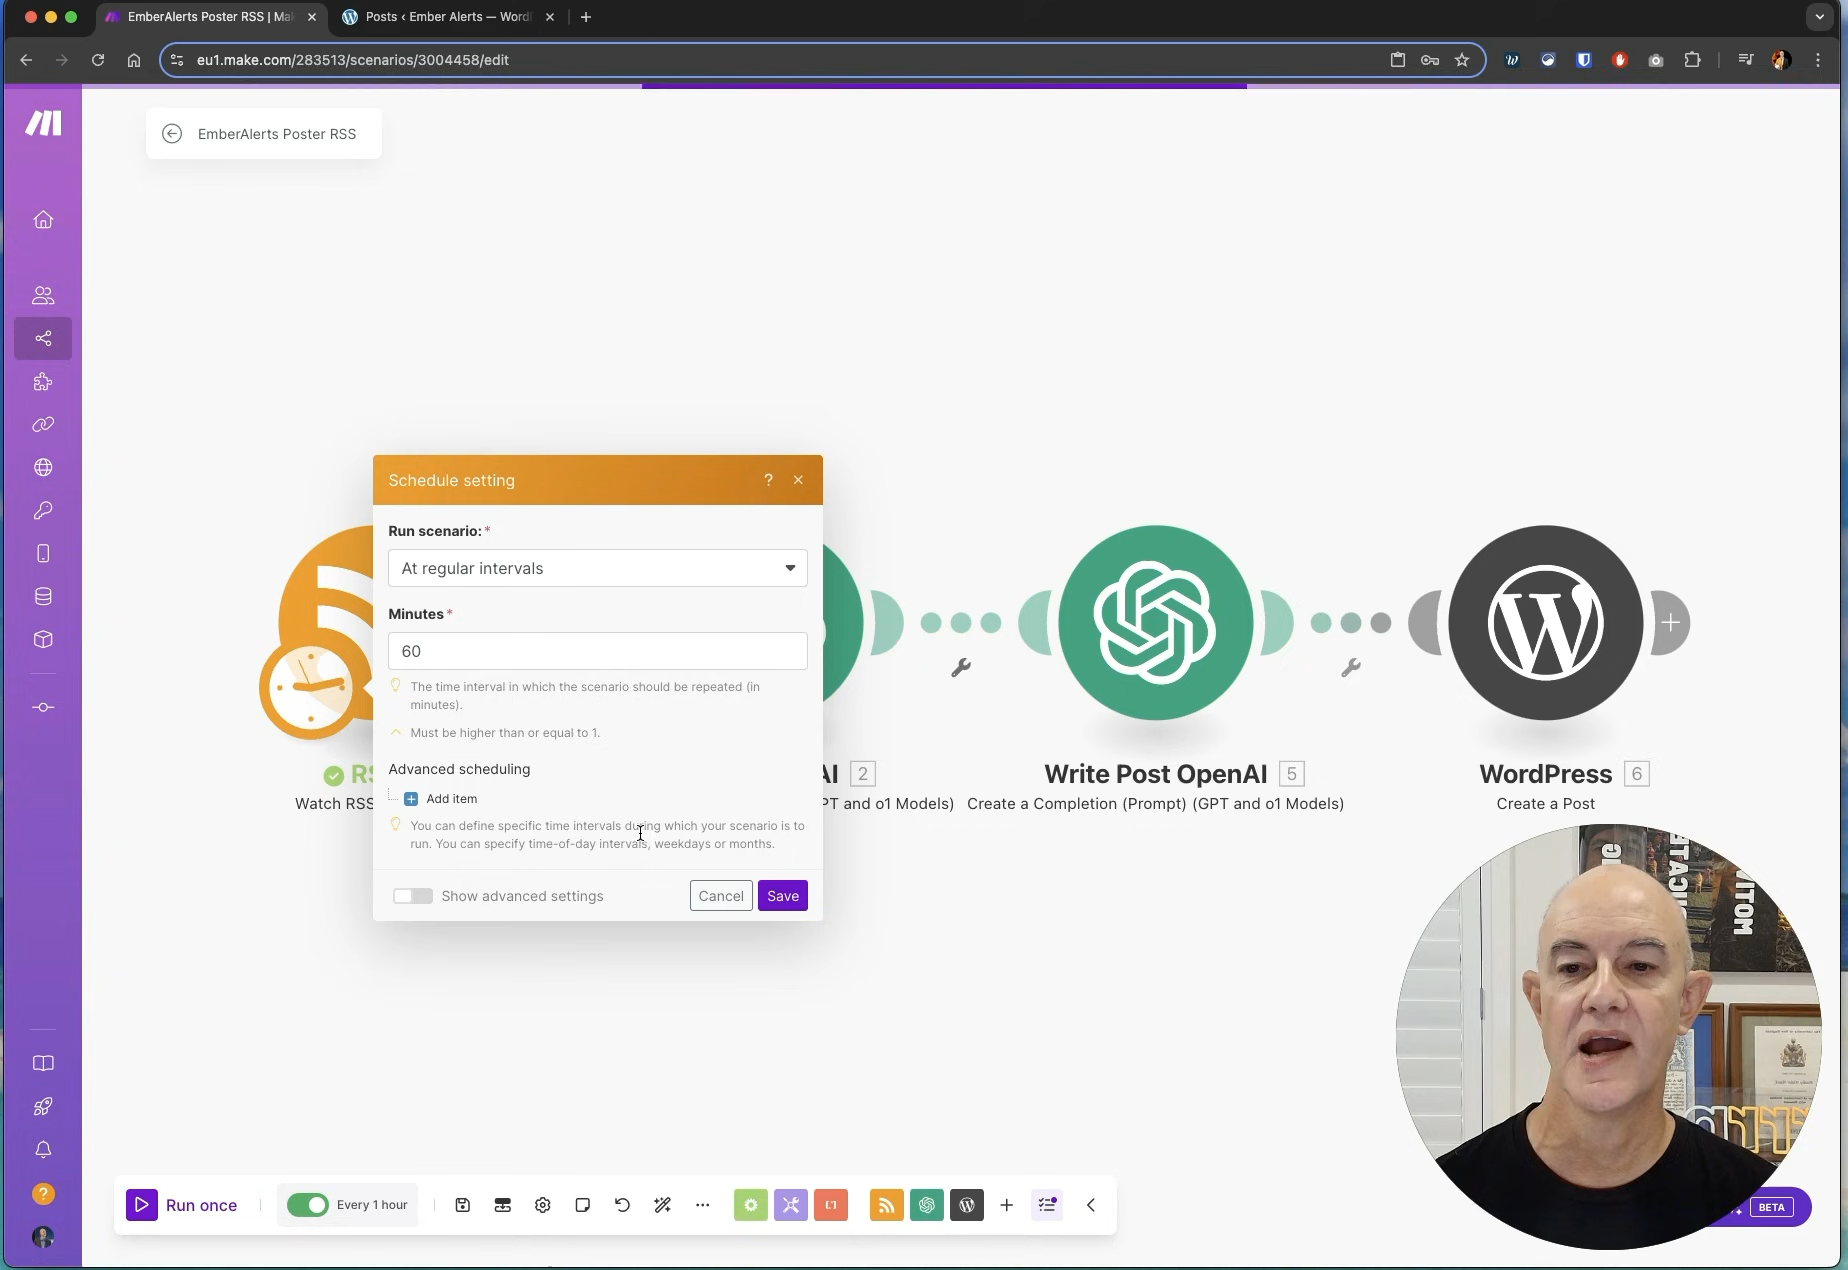 EmberAlerts Poster RSS | Ma
Posts ‹ Ember Alerts — Word
eu1.make.com/283513/scenarios/3004458/edit
EmberAlerts Poster RSS
Schedule setting
?
Run scenario: *
At regular intervals
Minutes *
60
The time interval in which the scenario should be repeated (in
minutes).
Must be higher than or equal to 1.
Advanced scheduling
Add item
You can define specific time intervals during which your scenario is to
run. You can specify time-of-day intervals, weekdays or months.
Show advanced settings
Cancel
Save
RS
Watch RSS
AI 2
PT and o1 Models)
Write Post OpenAI 5
Create a Completion (Prompt) (GPT and o1 Models)
WordPress 6
Create a Post
?
Run once
Every 1 hour
BETA